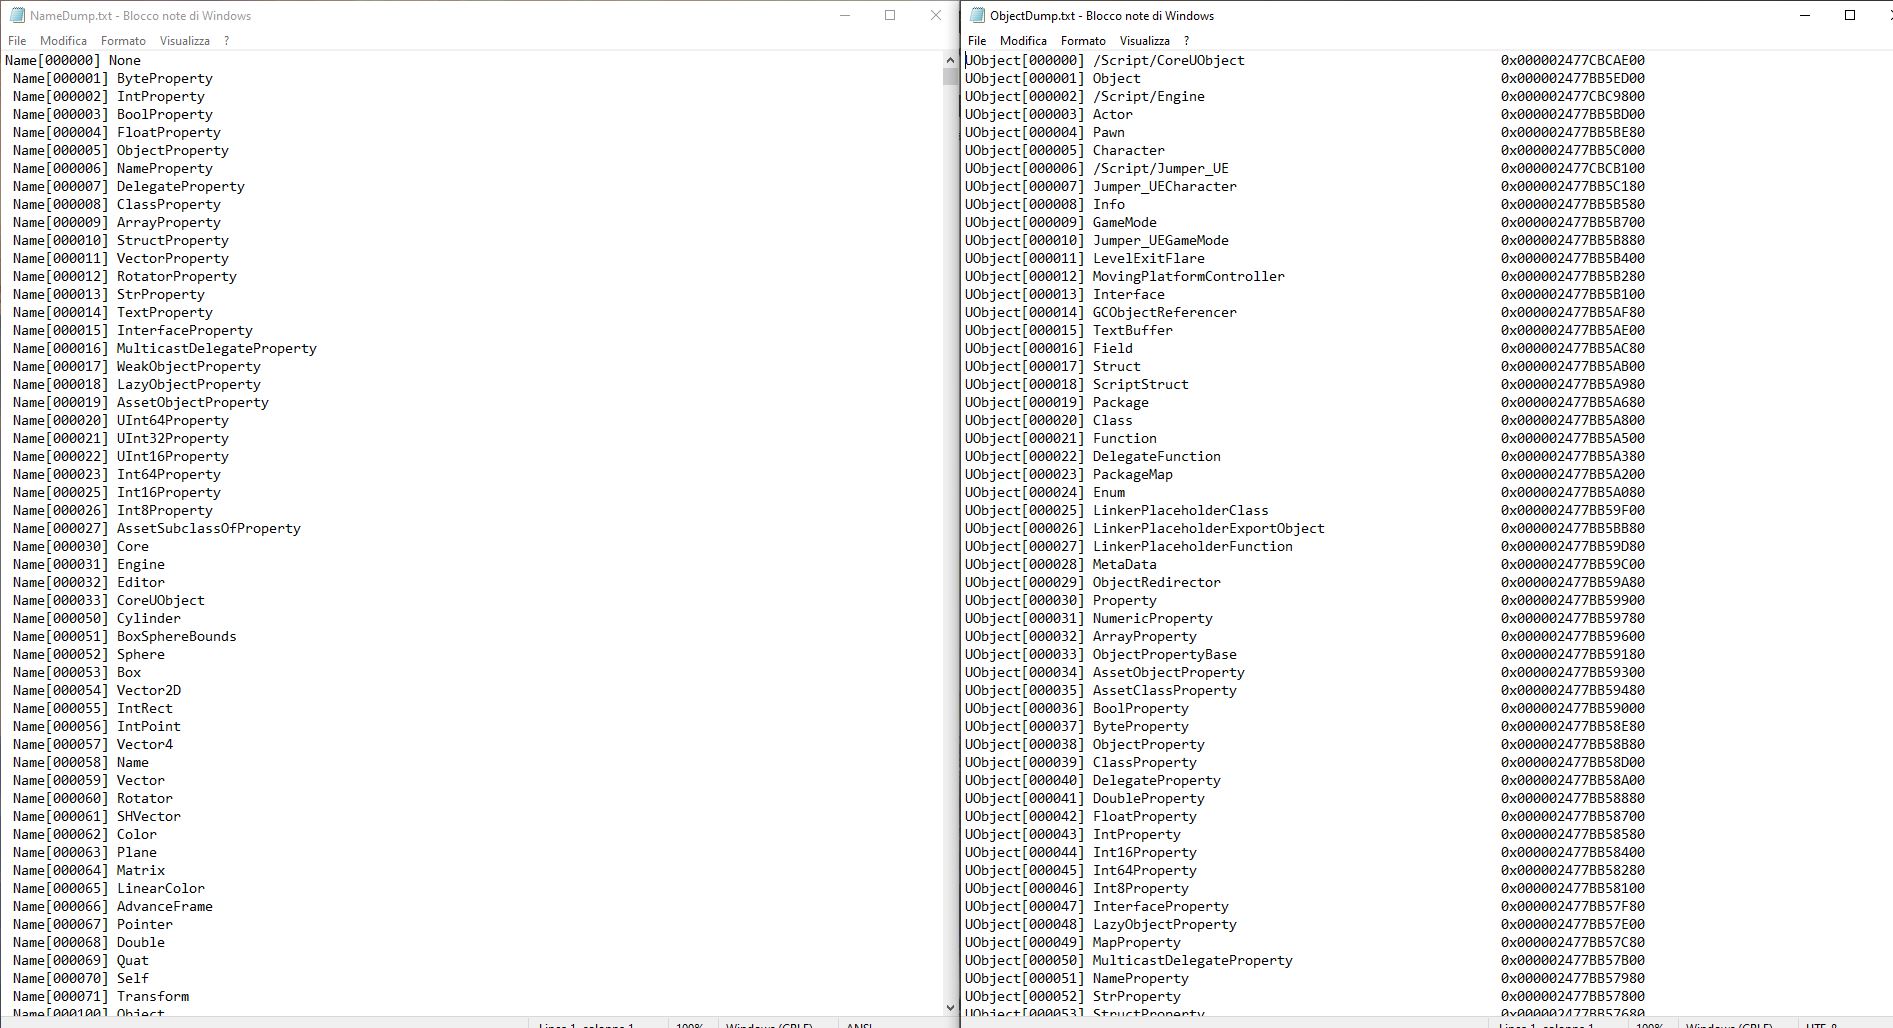 NameDump.txt - Blocco note di Windows
File Modifica Formato Visualizza ?
Name[000000] None
Name[000001] ByteProperty
Name[000002] IntProperty
Name[000003] BoolProperty
Name[000004] FloatProperty
Name[000005] ObjectProperty
Name[000006] NameProperty
Name[000007] DelegateProperty
Name[000008] ClassProperty
Name[000009] ArrayProperty
Name[000010] StructProperty
Name[000011] VectorProperty
Name[000012] RotatorProperty
Name[000013] StrProperty
Name[000014] TextProperty
Name[000015] InterfaceProperty
Name[000016] MulticastDelegateProperty
Name[000017] WeakObjectProperty
Name[000018] LazyObjectProperty
Name[000019] AssetObjectProperty
Name[000020] UInt64Property
Name[000021] UInt32Property
Name[000022] UInt16Property
Name[000023] Int64Property
Name[000025] Int16Property
Name[000026] Int8Property
Name[000027] AssetSubclassOfProperty
Name[000030] Core
Name[000031] Engine
Name[000032] Editor
Name[000033] CoreUObject
Name[000050] Cylinder
Name[000051] BoxSphereBounds
Name[000052] Sphere
Name[000053] Box
Name[000054] Vector2D
Name[000055] IntRect
Name[000056] IntPoint
Name[000057] Vector4
Name[000058] Name
Name[000059] Vector
Name[000060] Rotator
Name[000061] SHVector
Name[000062] Color
Name[000063] Plane
Name[000064] Matrix
Name[000065] LinearColor
Name[000066] AdvanceFrame
Name[000067] Pointer
Name[000068] Double
Name[000069] Quat
Name[000070] Self
Name[000071] Transform
Name[000100] Object
Linea 1, colonna 1 100% Windows (CRLF) ANSI
ObjectDump.txt - Blocco note di Windows
File Modifica Formato Visualizza ?
UObject[000000] /Script/CoreUObject 0x000002477CBCAE00
UObject[000001] Object 0x000002477BB5ED00
UObject[000002] /Script/Engine 0x000002477CBC9800
UObject[000003] Actor 0x000002477BB5BD00
UObject[000004] Pawn 0x000002477BB5BE80
UObject[000005] Character 0x000002477BB5C000
UObject[000006] /Script/Jumper_UE 0x000002477CBCB100
UObject[000007] Jumper_UECharacter 0x000002477BB5C180
UObject[000008] Info 0x000002477BB5B580
UObject[000009] GameMode 0x000002477BB5B700
UObject[000010] Jumper_UEGameMode 0x000002477BB5B880
UObject[000011] LevelExitFlare 0x000002477BB5B400
UObject[000012] MovingPlatformController 0x000002477BB5B280
UObject[000013] Interface 0x000002477BB5B100
UObject[000014] GCObjectReferencer 0x000002477BB5AF80
UObject[000015] TextBuffer 0x000002477BB5AE00
UObject[000016] Field 0x000002477BB5AC80
UObject[000017] Struct 0x000002477BB5AB00
UObject[000018] ScriptStruct 0x000002477BB5A980
UObject[000019] Package 0x000002477BB5A680
UObject[000020] Class 0x000002477BB5A800
UObject[000021] Function 0x000002477BB5A500
UObject[000022] DelegateFunction 0x000002477BB5A380
UObject[000023] PackageMap 0x000002477BB5A200
UObject[000024] Enum 0x000002477BB5A080
UObject[000025] LinkerPlaceholderClass 0x000002477BB59F00
UObject[000026] LinkerPlaceholderExportObject 0x000002477BB5BB80
UObject[000027] LinkerPlaceholderFunction 0x000002477BB59D80
UObject[000028] MetaData 0x000002477BB59C00
UObject[000029] ObjectRedirector 0x000002477BB59A80
UObject[000030] Property 0x000002477BB59900
UObject[000031] NumericProperty 0x000002477BB59780
UObject[000032] ArrayProperty 0x000002477BB59600
UObject[000033] ObjectPropertyBase 0x000002477BB59180
UObject[000034] AssetObjectProperty 0x000002477BB59300
UObject[000035] AssetClassProperty 0x000002477BB59480
UObject[000036] BoolProperty 0x000002477BB59000
UObject[000037] ByteProperty 0x000002477BB58E80
UObject[000038] ObjectProperty 0x000002477BB58B80
UObject[000039] ClassProperty 0x000002477BB58D00
UObject[000040] DelegateProperty 0x000002477BB58A00
UObject[000041] DoubleProperty 0x000002477BB58880
UObject[000042] FloatProperty 0x000002477BB58700
UObject[000043] IntProperty 0x000002477BB58580
UObject[000044] Int16Property 0x000002477BB58400
UObject[000045] Int64Property 0x000002477BB58280
UObject[000046] Int8Property 0x000002477BB58100
UObject[000047] InterfaceProperty 0x000002477BB57F80
UObject[000048] LazyObjectProperty 0x000002477BB57E00
UObject[000049] MapProperty 0x000002477BB57C80
UObject[000050] MulticastDelegateProperty 0x000002477BB57B00
UObject[000051] NameProperty 0x000002477BB57980
UObject[000052] StrProperty 0x000002477BB57800
UObject[000053] StructProperty 0x000002477BB57680
Linea 1, colonna 1 100% Windows (CRLF) UTF-8